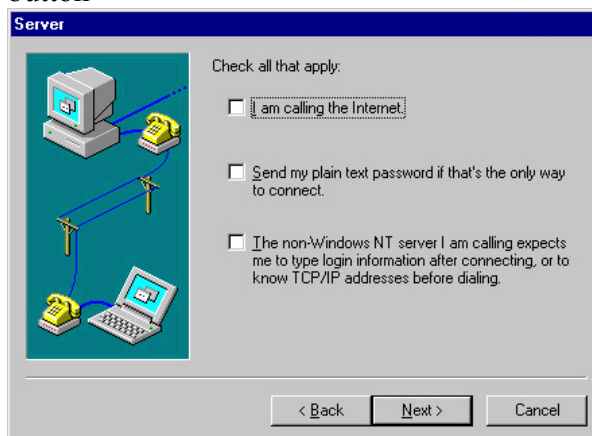 button
Server
Check all that apply:
I am calling the Internet.
Send my plain text password if that's the only way
to connect.
The non-Windows NT server I am calling expects
me to type login information after connecting, or to
know TCP/IP addresses before dialing.
< Back
Next >
Cancel